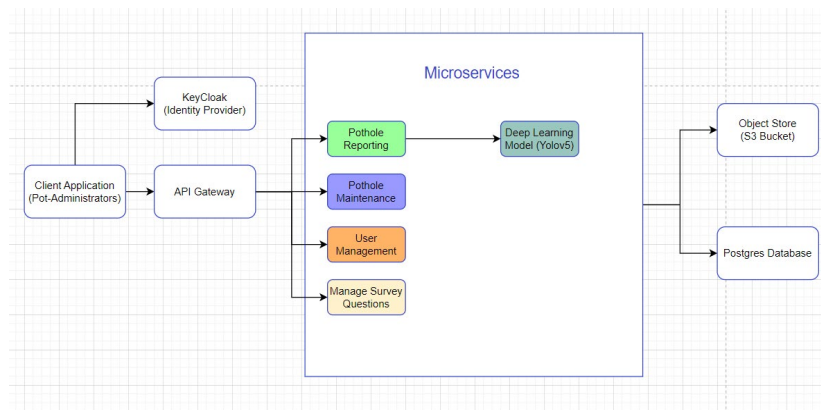 Microservices
KeyCloak
(Identity Provider)
Client Application
(Pot-Administrators)
API Gateway
Pothole
Reporting
Deep Learning
Model (Yolov5)
Pothole
Maintenance
User
Management
Manage Survey
Questions
Object Store
(S3 Bucket)
Postgres Database